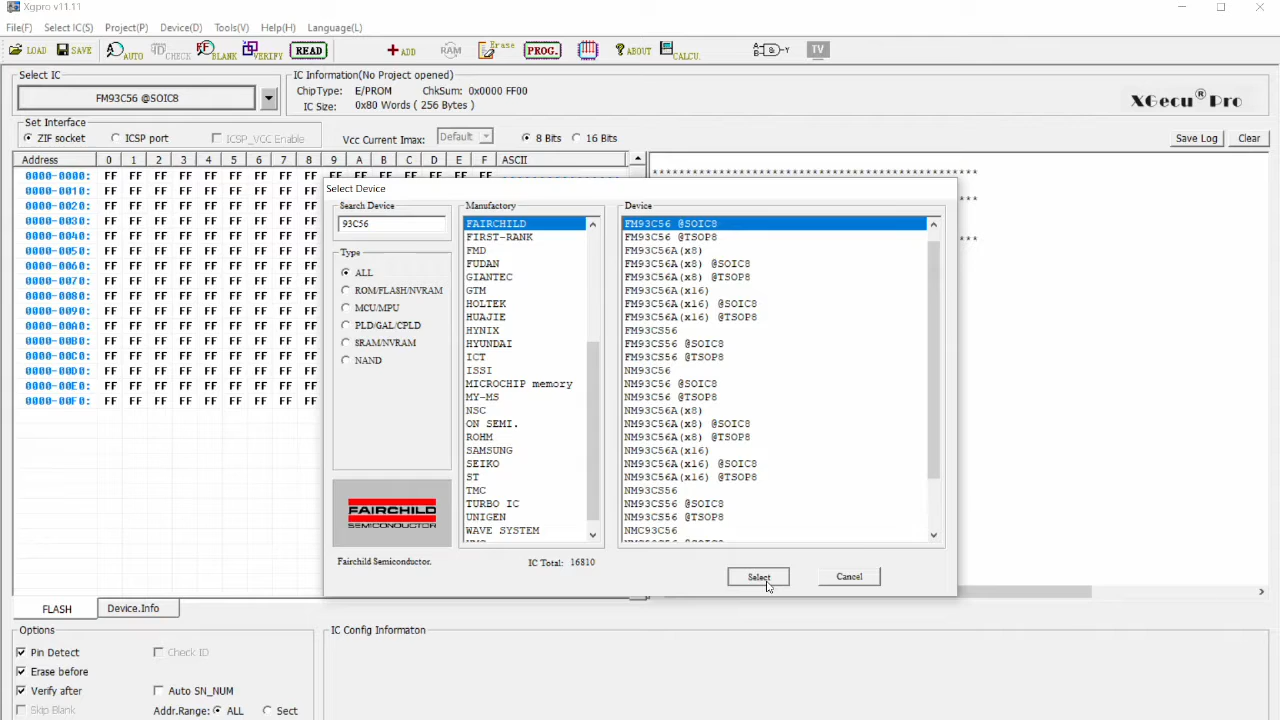 Xgpro v11.11
File(F) Select IC(S) Project(P) Device(D) Tools(V) Help(H) Language(L)
LOAD SAVE AUTO CHECK BLANK VERIFY READ ADD RAM Erase PROG. ABOUT CALCU. TV
Select IC
FM93C56 @SOIC8
IC Information(No Project opened)
ChipType: E/PROM ChkSum: 0x0000 FF00
IC Size: 0x80 Words ( 256 Bytes )
XGecu® Pro
Set Interface
ZIF socket ICSP port ICSP_VCC Enable Vcc Current Imax: Default 8 Bits 16 Bits Save Log Clear
Address 0 1 2 3 4 5 6 7 8 9 A B C D E F ASCII
0000-0000: FF FF FF FF FF FF FF FF FF FF FF FF FF FF FF FF
0000-0010: FF FF FF FF FF FF FF FF FF
0000-0020: FF FF FF FF FF FF FF FF FF
0000-0030: FF FF FF FF FF FF FF FF FF
0000-0040: FF FF FF FF FF FF FF FF FF
0000-0050: FF FF FF FF FF FF FF FF FF
0000-0060: FF FF FF FF FF FF FF FF FF
0000-0070: FF FF FF FF FF FF FF FF FF
0000-0080: FF FF FF FF FF FF FF FF FF
0000-0090: FF FF FF FF FF FF FF FF FF
0000-00A0: FF FF FF FF FF FF FF FF FF
0000-00B0: FF FF FF FF FF FF FF FF FF
0000-00C0: FF FF FF FF FF FF FF FF FF
0000-00D0: FF FF FF FF FF FF FF FF FF
0000-00E0: FF FF FF FF FF FF FF FF FF
0000-00F0: FF FF FF FF FF FF FF FF FF
Select Device
Search Device
93C56
Type
ALL
ROM/FLASH/NVRAM
MCU/MPU
PLD/GAL/CPLD
SRAM/NVRAM
NAND
FAIRCHILD
SEMICONDUCTOR
Fairchild Semiconductor.
Manufactory
FAIRCHILD
FIRST-RANK
FMD
FUDAN
GIANTEC
GTM
HOLTEK
HUAJIE
HYNIX
HYUNDAI
ICT
ISSI
MICROCHIP memory
MY-MS
NSC
ON SEMI.
ROHM
SAMSUNG
SEIKO
ST
TMC
TURBO IC
UNIGEN
WAVE SYSTEM
IC Total: 16810
Device
FM93C56 @SOIC8
FM93C56 @TSOP8
FM93C56A(x8)
FM93C56A(x8) @SOIC8
FM93C56A(x8) @TSOP8
FM93C56A(x16)
FM93C56A(x16) @SOIC8
FM93C56A(x16) @TSOP8
FM93CS56
FM93CS56 @SOIC8
FM93CS56 @TSOP8
NM93C56
NM93C56 @SOIC8
NM93C56 @TSOP8
NM93C56A(x8)
NM93C56A(x8) @SOIC8
NM93C56A(x8) @TSOP8
NM93C56A(x16)
NM93C56A(x16) @SOIC8
NM93C56A(x16) @TSOP8
NM93CS56
NM93CS56 @SOIC8
NM93CS56 @TSOP8
NMC93C56
Select Cancel
FLASH Device.Info
Options
Pin Detect Check ID
Erase before
Verify after Auto SN_NUM
Skip Blank Addr.Range: ALL Sect
IC Config Informaton